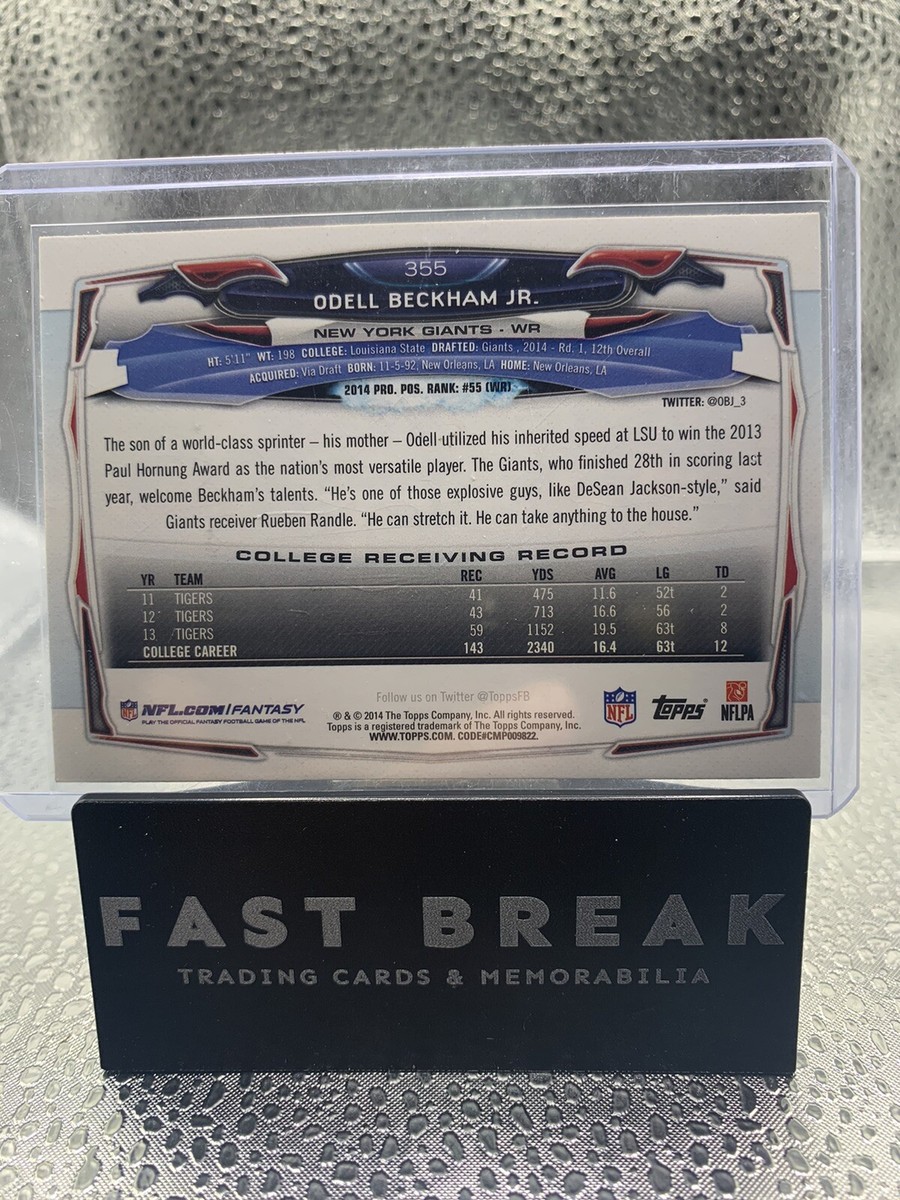 355
ODELL BECKHAM JR.
NEW YORK GIANTS - WR
HT: 5'11" WT: 198 COLLEGE: Louisiana State DRAFTED: Giants , 2014 - Rd. 1, 12th Overall
ACQUIRED: Via Draft BORN: 11-5-92, New Orleans, LA HOME: New Orleans, LA
2014 PRO. POS. RANK: #55 (WR)
TWITTER: @OBJ_3
The son of a world-class sprinter – his mother – Odell utilized his inherited speed at LSU to win the 2013
Paul Hornung Award as the nation's most versatile player. The Giants, who finished 28th in scoring last
year, welcome Beckham's talents. "He's one of those explosive guys, like DeSean Jackson-style," said
Giants receiver Rueben Randle. "He can stretch it. He can take anything to the house."
COLLEGE RECEIVING RECORD
YR TEAM REC YDS AVG LG TD
11 TIGERS 41 475 11.6 52t 2
12 TIGERS 43 713 16.6 56 2
13 TIGERS 59 1152 19.5 63t 8
COLLEGE CAREER 143 2340 16.4 63t 12
Follow us on Twitter @ToppsFB
NFL NFL.COM/FANTASY
PLAY THE OFFICIAL FANTASY FOOTBALL GAME OF THE NFL
® & © 2014 The Topps Company, Inc. All rights reserved.
Topps is a registered trademark of The Topps Company, Inc.
WWW.TOPPS.COM. CODE#CMP009822.
NFL Topps® NFLPA
FAST BREAK
TRADING CARDS & MEMORABILIA